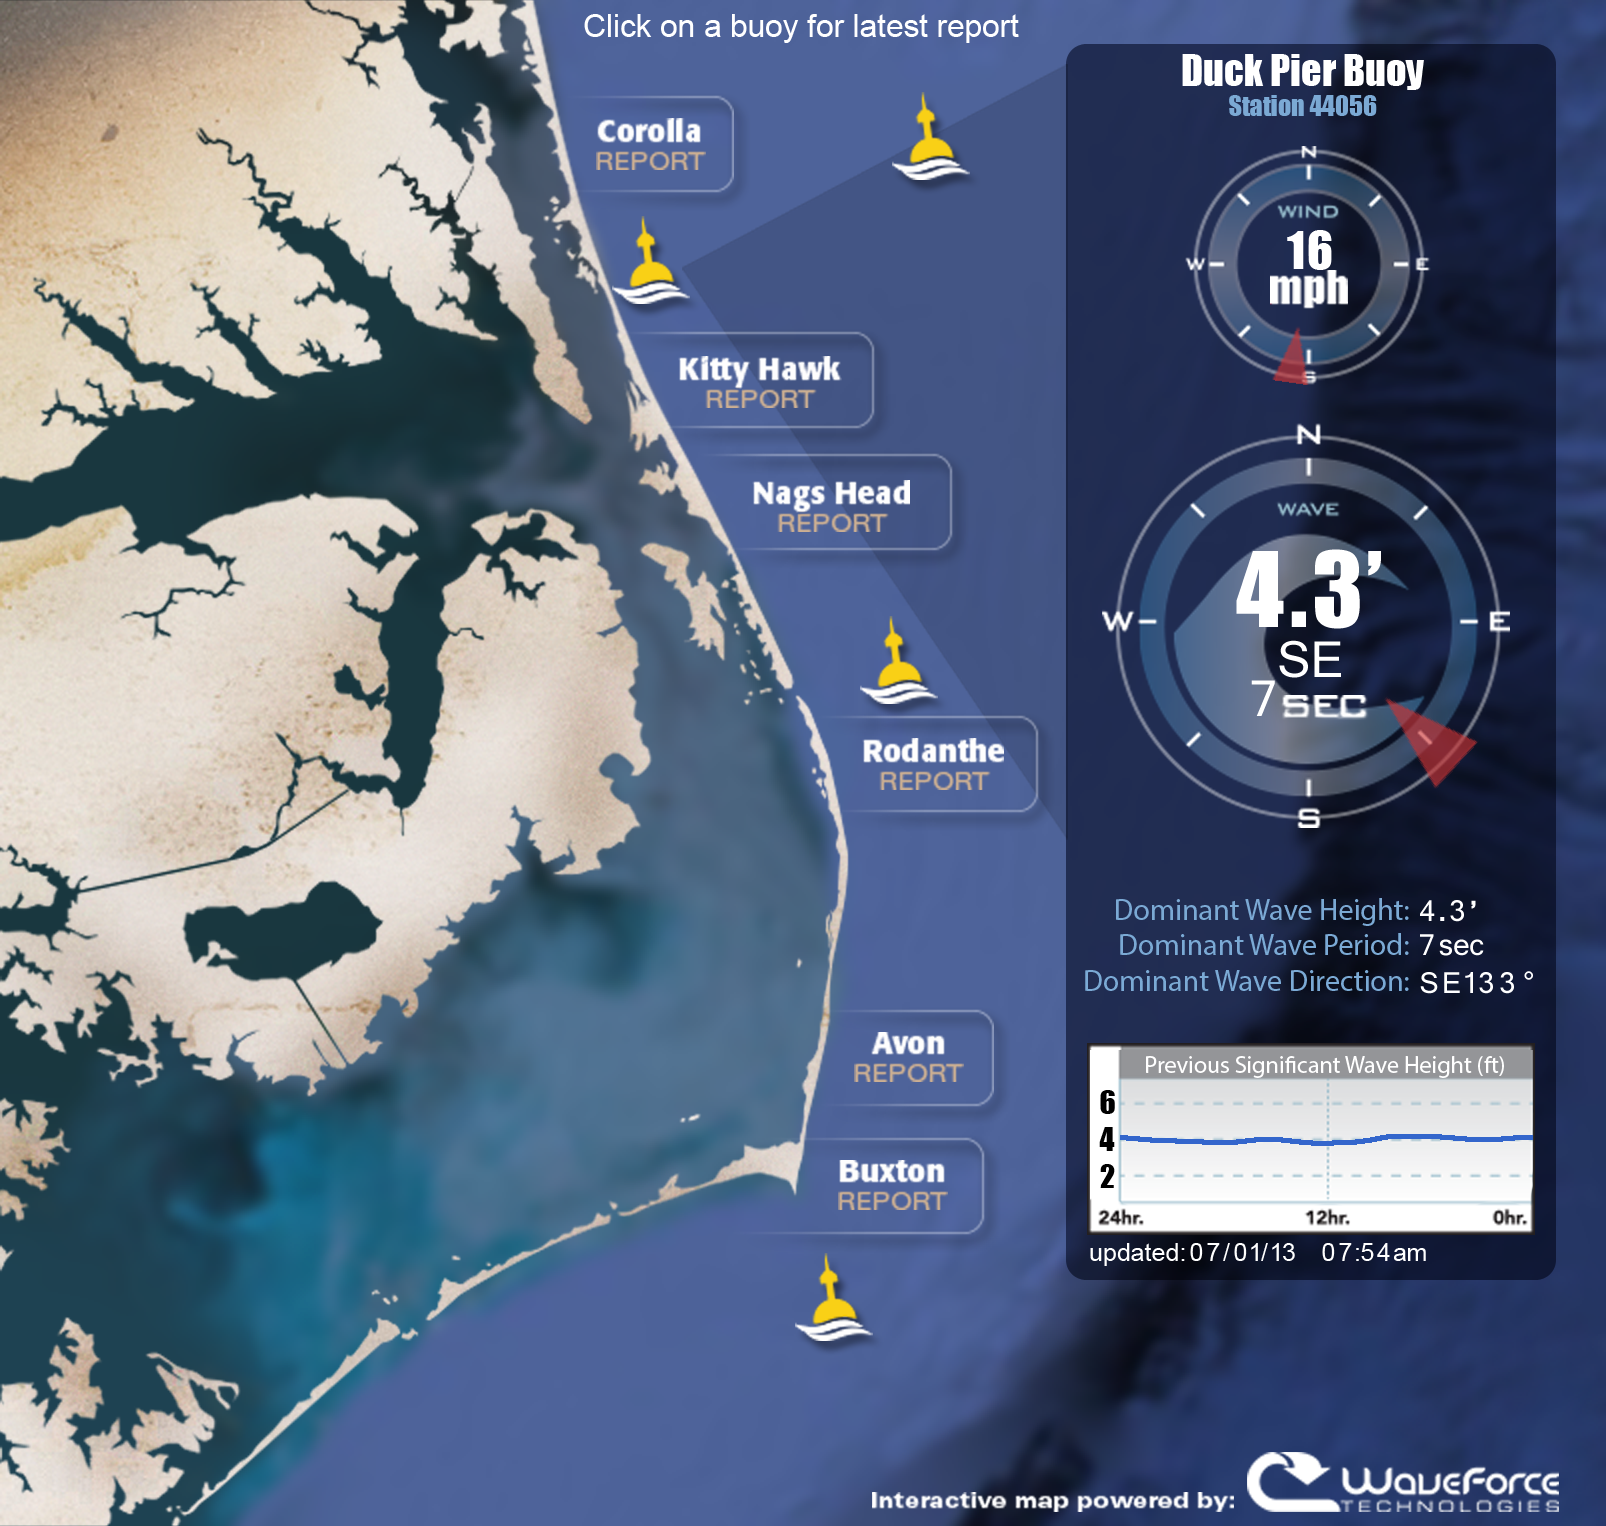 Click on a buoy for latest report
Corolla
REPORT
Kitty Hawk
REPORT
Nags Head
REPORT
Rodanthe
REPORT
Avon
REPORT
Buxton
REPORT
Duck Pier Buoy
Station 44056
N
WIND
16
mph
W
E
S
N
WAVE
4.3’
SE
7 SEC
W
E
S
Dominant Wave Height: 4.3’
Dominant Wave Period: 7 sec
Dominant Wave Direction: SE133°
Previous Significant Wave Height (ft)
6
4
2
24hr. 12hr. 0hr.
updated: 07/01/13 07:54am
Interactive map powered by: WaveForce
TECHNOLOGIES